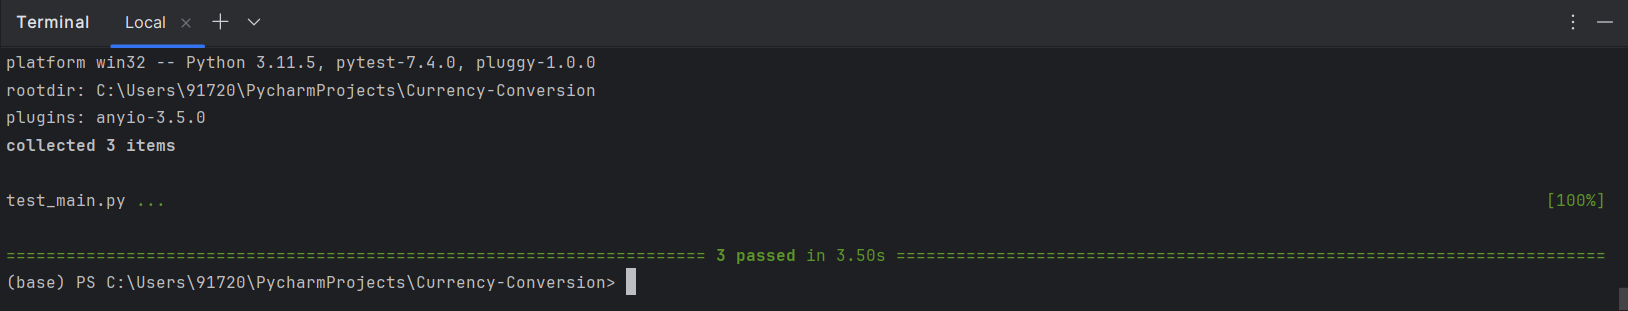 Terminal Local × + 
platform win32 -- Python 3.11.5, pytest-7.4.0, pluggy-1.0.0
rootdir: C:\Users\91720\PycharmProjects\Currency-Conversion
plugins: anyio-3.5.0
collected 3 items
test_main.py ... [100%]
====================================================================== 3 passed in 3.50s =======================================================================
(base) PS C:\Users\91720\PycharmProjects\Currency-Conversion>